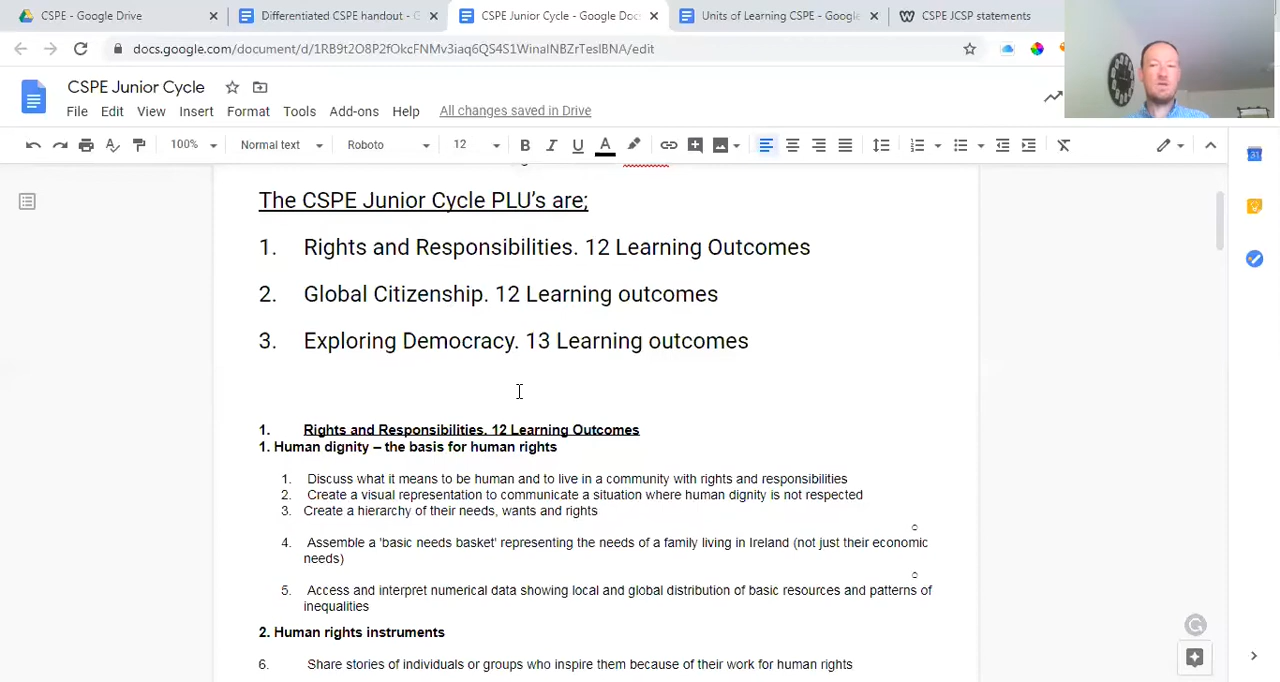 CSPE - Google Drive
Differentiated CSPE handout - G
CSPE Junior Cycle - Google Doc
Units of Learning CSPE - Google
CSPE JCSP statements
docs.google.com/document/d/1RB9t2O8P2fOkcFNMv3iaq6QS4S1WinaINBZrTesIBNA/edit
CSPE Junior Cycle
File Edit View Insert Format Tools Add-ons Help All changes saved in Drive
100% Normal text Roboto 12
The CSPE Junior Cycle PLU's are;
1. Rights and Responsibilities. 12 Learning Outcomes
2. Global Citizenship. 12 Learning outcomes
3. Exploring Democracy. 13 Learning outcomes
1. Rights and Responsibilities. 12 Learning Outcomes
1. Human dignity – the basis for human rights
1. Discuss what it means to be human and to live in a community with rights and responsibilities
2. Create a visual representation to communicate a situation where human dignity is not respected
3. Create a hierarchy of their needs, wants and rights
4. Assemble a 'basic needs basket' representing the needs of a family living in Ireland (not just their economic
needs)
5. Access and interpret numerical data showing local and global distribution of basic resources and patterns of
inequalities
2. Human rights instruments
6. Share stories of individuals or groups who inspire them because of their work for human rights